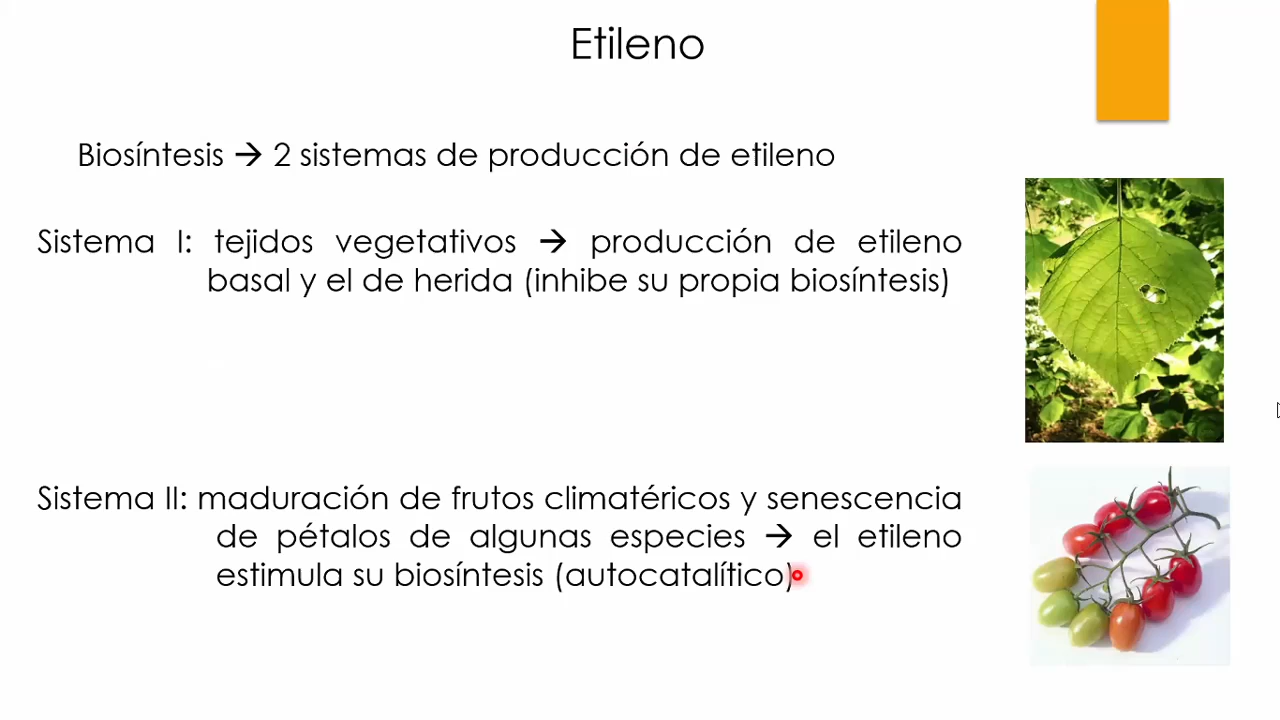 Etileno
Biosíntesis → 2 sistemas de producción de etileno
Sistema I: tejidos vegetativos → producción de etileno
basal y el de herida (inhibe su propia biosíntesis)
Sistema II: maduración de frutos climatéricos y senescencia
de pétalos de algunas especies → el etileno
estimula su biosíntesis (autocatalítico)